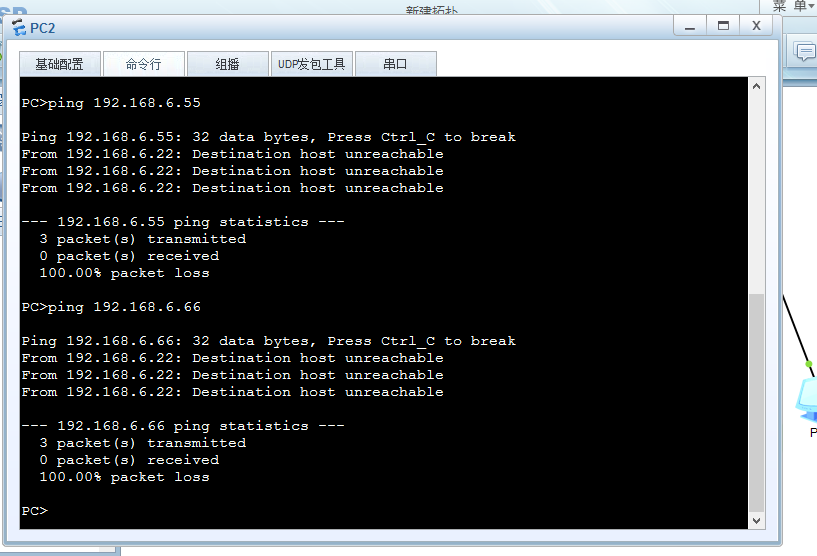 新建拓扑
菜 单
PC2
基础配置
命令行
组播
UDP发包工具
串口
PC>ping 192.168.6.55
Ping 192.168.6.55: 32 data bytes, Press Ctrl_C to break
From 192.168.6.22: Destination host unreachable
From 192.168.6.22: Destination host unreachable
From 192.168.6.22: Destination host unreachable
--- 192.168.6.55 ping statistics ---
3 packet(s) transmitted
0 packet(s) received
100.00% packet loss
PC>ping 192.168.6.66
Ping 192.168.6.66: 32 data bytes, Press Ctrl_C to break
From 192.168.6.22: Destination host unreachable
From 192.168.6.22: Destination host unreachable
From 192.168.6.22: Destination host unreachable
--- 192.168.6.66 ping statistics ---
3 packet(s) transmitted
0 packet(s) received
100.00% packet loss
PC>